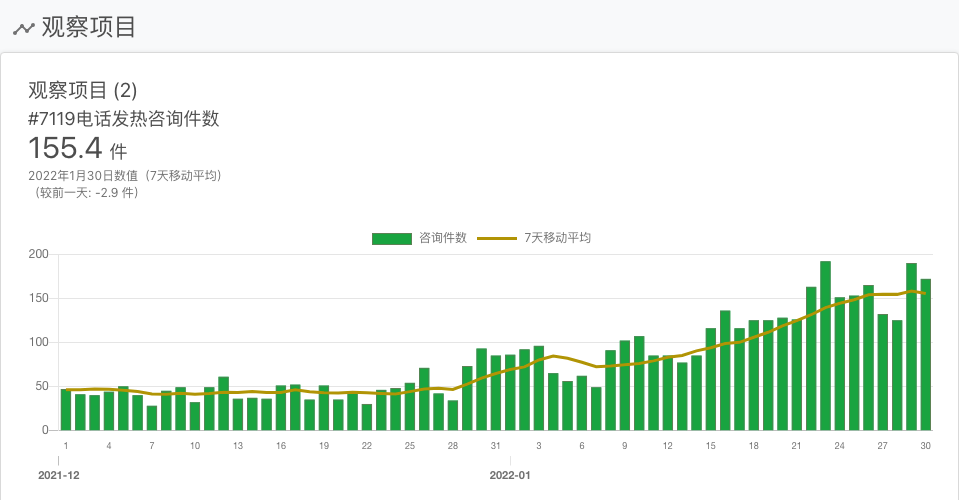 观察项目
观察项目 (2)
#7119电话发热咨询件数
155.4 件
2022年1月30日数值（7天移动平均）
（较前一天: -2.9 件）
咨询件数 7天移动平均
200
150
100
50
0
1 4 7 10 13 16 19 22 25 28 31 3 6 9 12 15 18 21 24 27 30
2021-12 2022-01